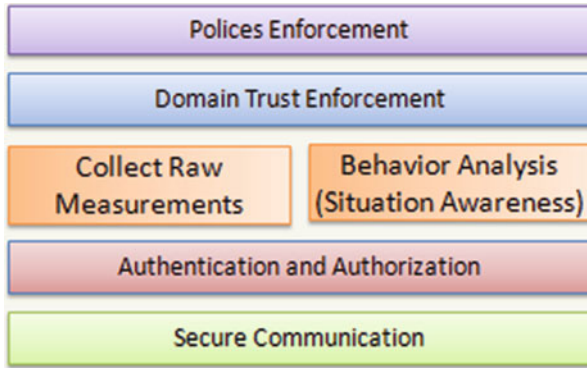 Polices Enforcement
Domain Trust Enforcement
Collect Raw
Measurements
Behavior Analysis
(Situation Awareness)
Authentication and Authorization
Secure Communication